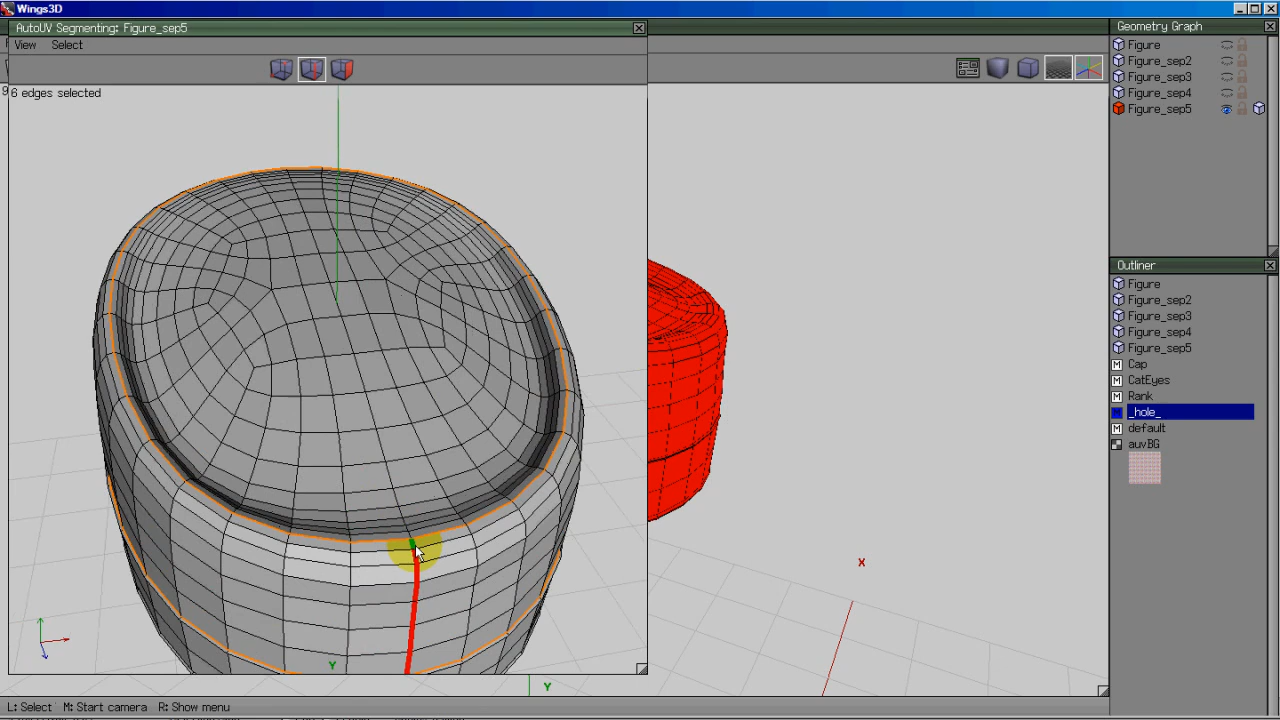 Wings3D
AutoUV Segmenting: Figure_sep5
View Select
6 edges selected
Y
X
Y
Geometry Graph
Figure
Figure_sep2
Figure_sep3
Figure_sep4
Figure_sep5
Outliner
Figure
Figure_sep2
Figure_sep3
Figure_sep4
Figure_sep5
M Cap
M CatEyes
M Rank
_hole_
M default
auvBG
L: Select M: Start camera R: Show menu